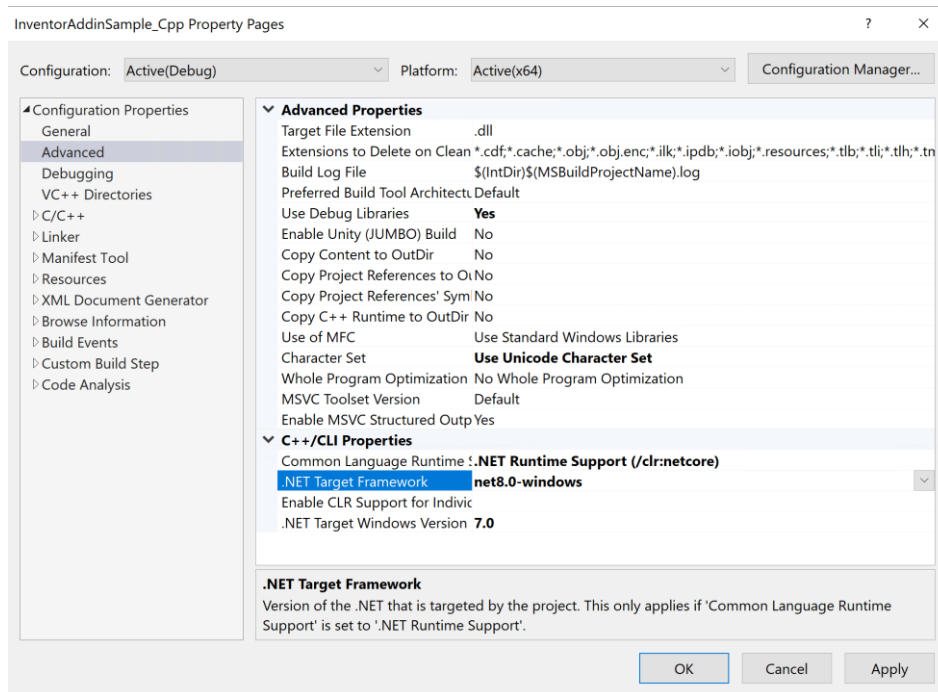 InventorAddinSample_Cpp Property Pages ? ×
Configuration: Active(Debug) Platform: Active(x64) Configuration Manager...
Configuration Properties
General
Advanced
Debugging
VC++ Directories
C/C++
Linker
Manifest Tool
Resources
XML Document Generator
Browse Information
Build Events
Custom Build Step
Code Analysis
Advanced Properties
Target File Extension .dll
Extensions to Delete on Clean *.cdf;*.cache;*.obj;*.obj.enc;*.ilk;*.ipdb;*.iobj;*.resources;*.tlb;*.tli;*.tlh;*.tn
Build Log File $(IntDir)$(MSBuildProjectName).log
Preferred Build Tool Architectu Default
Use Debug Libraries Yes
Enable Unity (JUMBO) Build No
Copy Content to OutDir No
Copy Project References to Ou No
Copy Project References' Sym No
Copy C++ Runtime to OutDir No
Use of MFC Use Standard Windows Libraries
Character Set Use Unicode Character Set
Whole Program Optimization No Whole Program Optimization
MSVC Toolset Version Default
Enable MSVC Structured Outp Yes
C++/CLI Properties
Common Language Runtime .NET Runtime Support (/clr:netcore)
.NET Target Framework net8.0-windows
Enable CLR Support for Individ
.NET Target Windows Version 7.0
.NET Target Framework
Version of the .NET that is targeted by the project. This only applies if 'Common Language Runtime
Support' is set to '.NET Runtime Support'.
OK Cancel Apply